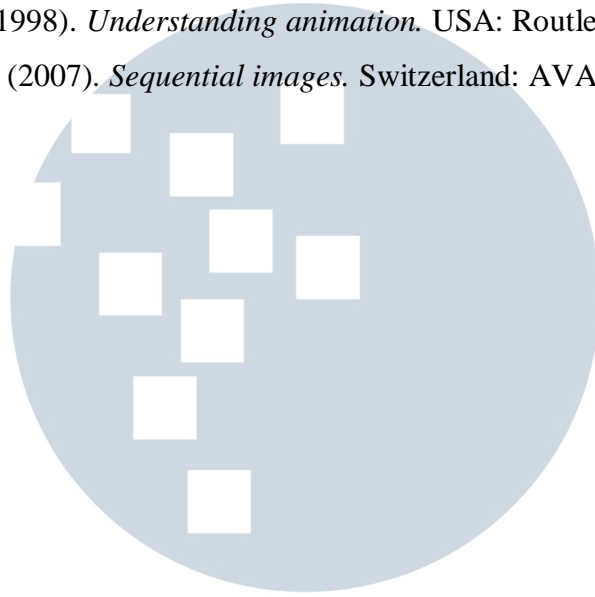 1998). Understanding animation. USA: Routle
(2007). Sequential images. Switzerland: AVA